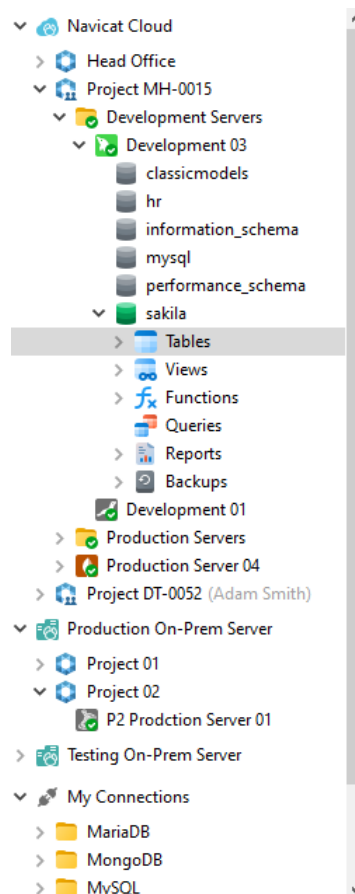 Navicat Cloud
Head Office
Project MH-0015
Development Servers
Development 03
classicmodels
hr
information_schema
mysql
performance_schema
sakila
Tables
Views
Functions
Queries
Reports
Backups
Development 01
Production Servers
Production Server 04
Project DT-0052 (Adam Smith)
Production On-Prem Server
Project 01
Project 02
P2 Prodction Server 01
Testing On-Prem Server
My Connections
MariaDB
MongoDB
MySQL